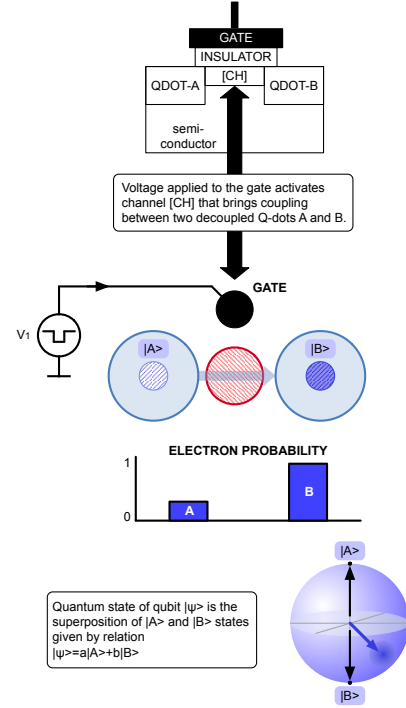 GATE
INSULATOR
QDOT-A
[CH]
QDOT-B
semi-
conductor
Voltage applied to the gate activates
channel [CH] that brings coupling
between two decoupled Q-dots A and B.
GATE
V1
|A>
|B>
ELECTRON PROBABILITY
1
A
B
0
|A>
Quantum state of qubit |ψ> is the
superposition of |A> and |B> states
given by relation
|ψ>=a|A>+b|B>
|B>